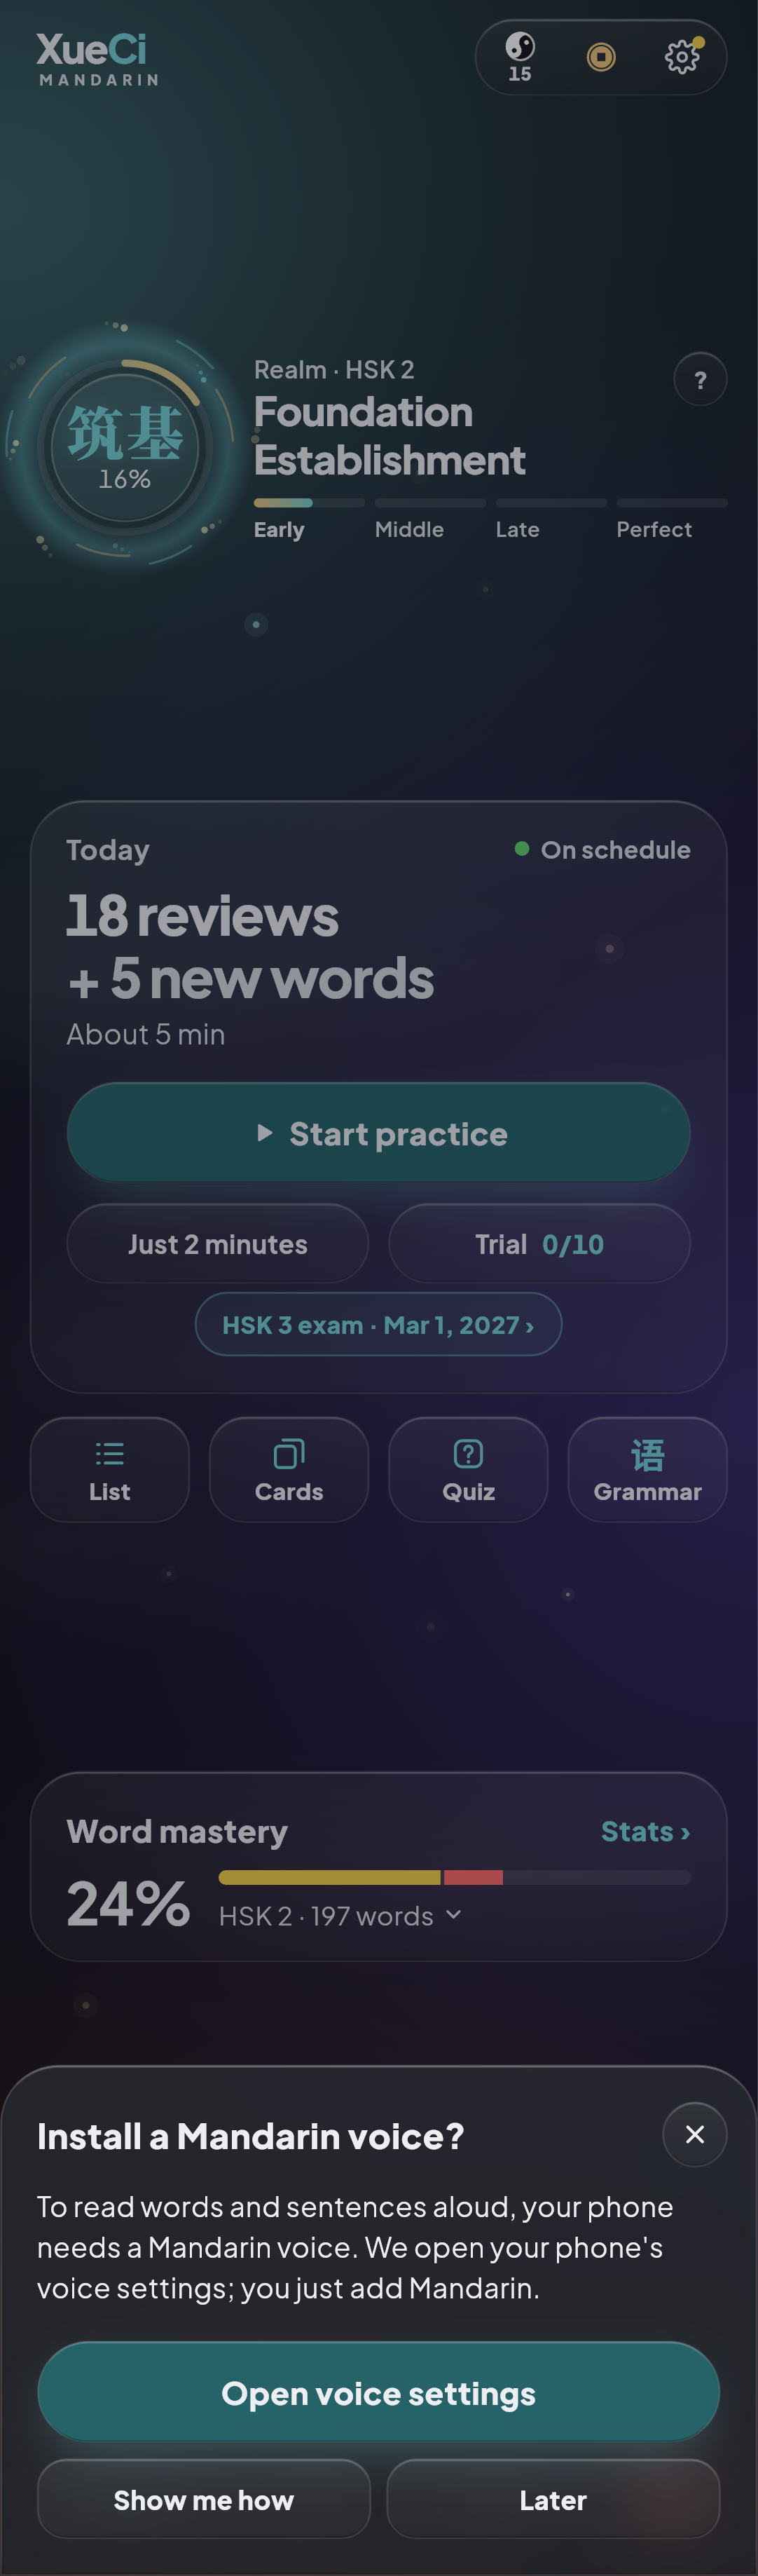 XueCi
MANDARIN
15
筑基
16%
Realm · HSK 2
?
Foundation
Establishment
Early Middle Late Perfect
Today
On schedule
18 reviews
+ 5 new words
About 5 min
Start practice
Just 2 minutes
Trial 0/10
HSK 3 exam · Mar 1, 2027 ›
List
Cards
Quiz
语
Grammar
Word mastery
Stats ›
24%
HSK 2 · 197 words
Install a Mandarin voice?
To read words and sentences aloud, your phone
needs a Mandarin voice. We open your phone's
voice settings; you just add Mandarin.
Open voice settings
Show me how
Later